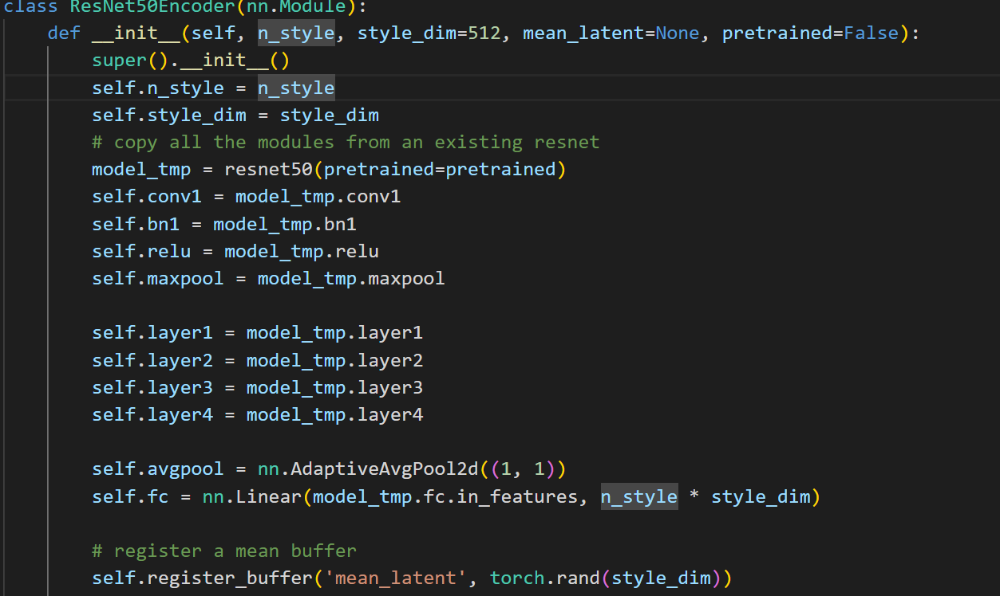 class ResNet50Encoder(nn.Module):
def __init__(self, n_style, style_dim=512, mean_latent=None, pretrained=False):
super().__init__()
self.n_style = n_style
self.style_dim = style_dim
# copy all the modules from an existing resnet
model_tmp = resnet50(pretrained=pretrained)
self.conv1 = model_tmp.conv1
self.bn1 = model_tmp.bn1
self.relu = model_tmp.relu
self.maxpool = model_tmp.maxpool
self.layer1 = model_tmp.layer1
self.layer2 = model_tmp.layer2
self.layer3 = model_tmp.layer3
self.layer4 = model_tmp.layer4
self.avgpool = nn.AdaptiveAvgPool2d((1, 1))
self.fc = nn.Linear(model_tmp.fc.in_features, n_style * style_dim)
# register a mean buffer
self.register_buffer('mean_latent', torch.rand(style_dim))